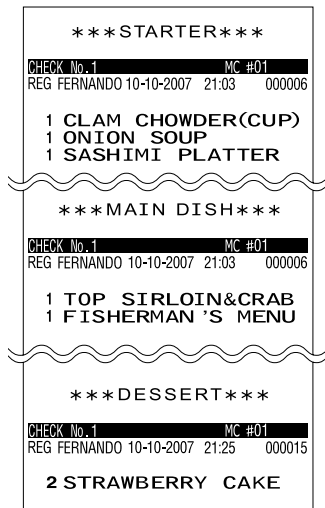 ***STARTER***
CHECK No.1 MC #01
REG FERNANDO 10-10-2007 21:03 000006
1 CLAM CHOWDER(CUP)
1 ONION SOUP
1 SASHIMI PLATTER
***MAIN DISH***
CHECK No.1 MC #01
REG FERNANDO 10-10-2007 21:03 000006
1 TOP SIRLOIN&CRAB
1 FISHERMAN'S MENU
***DESSERT***
CHECK No.1 MC #01
REG FERNANDO 10-10-2007 21:25 000015
2 STRAWBERRY CAKE